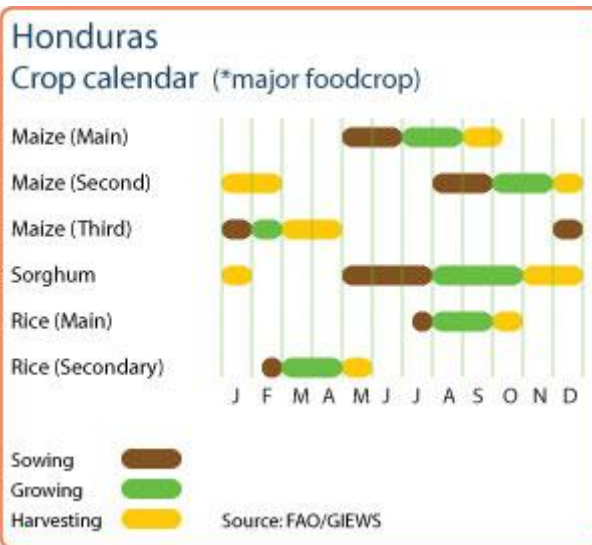 Honduras
Crop calendar (*major foodcrop)
Maize (Main)
Maize (Second)
Maize (Third)
Sorghum
Rice (Main)
Rice (Secondary)
J F M A M J J A S O N D
Sowing
Growing
Harvesting
Source: FAO/GIEWS